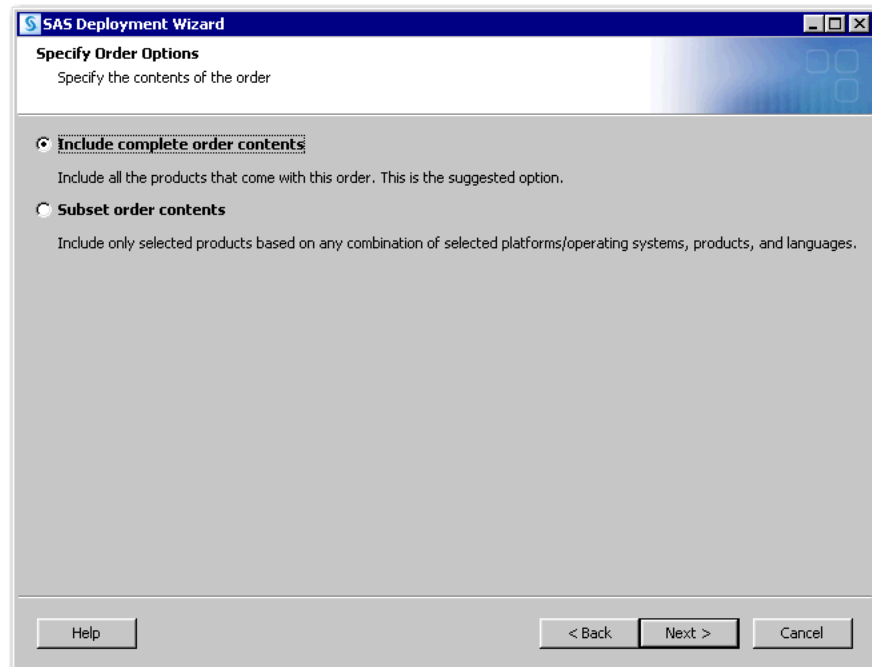 SAS Deployment Wizard
Specify Order Options
Specify the contents of the order
Include complete order contents
Include all the products that come with this order. This is the suggested option.
Subset order contents
Include only selected products based on any combination of selected platforms/operating systems, products, and languages.
Help
< Back
Next >
Cancel